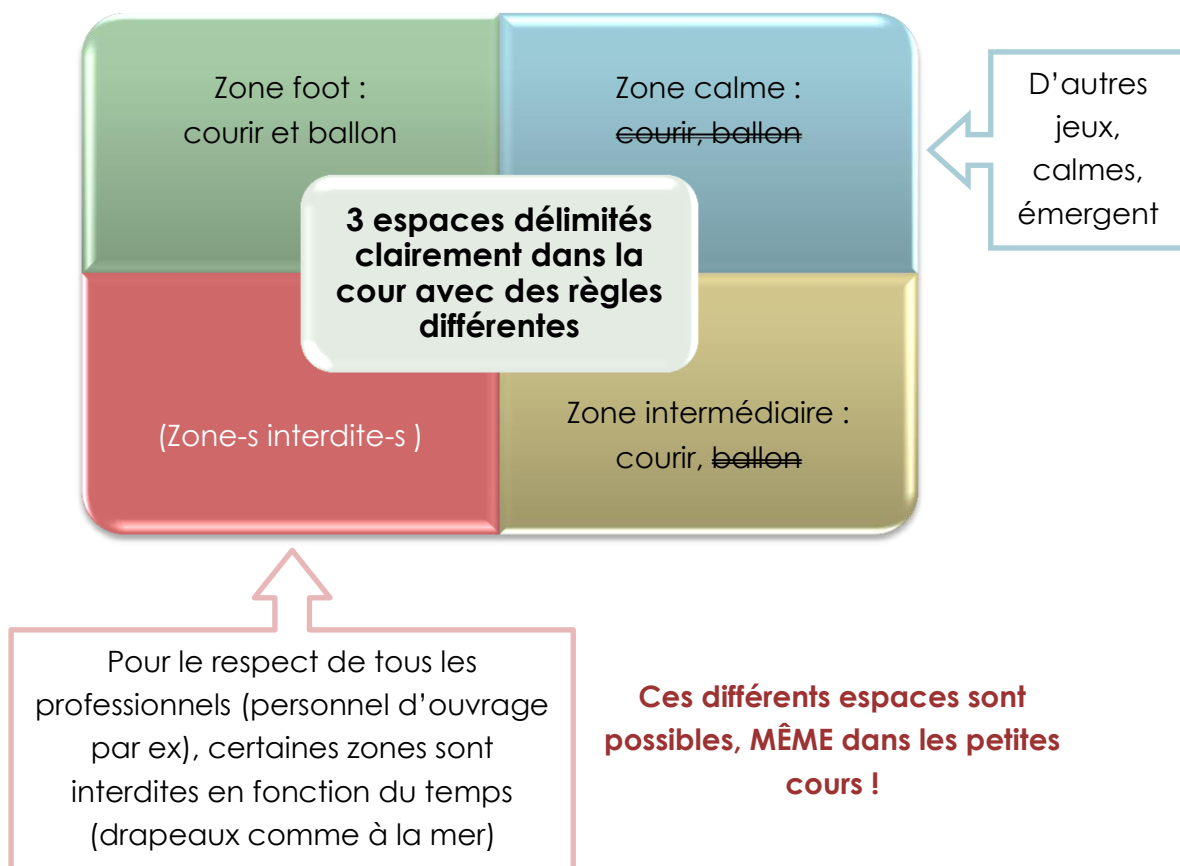 Zone foot :
courir et ballon
Zone calme :
courir, ballon
D’autres
jeux,
calmes,
émergent
3 espaces délimités
clairement dans la
cour avec des règles
différentes
(Zone-s interdite-s )
Zone intermédiaire :
courir, ballon
Pour le respect de tous les
professionnels (personnel d’ouvrage
par ex), certaines zones sont
interdites en fonction du temps
(drapeaux comme à la mer)
Ces différents espaces sont
possibles, MÊME dans les petites
cours !